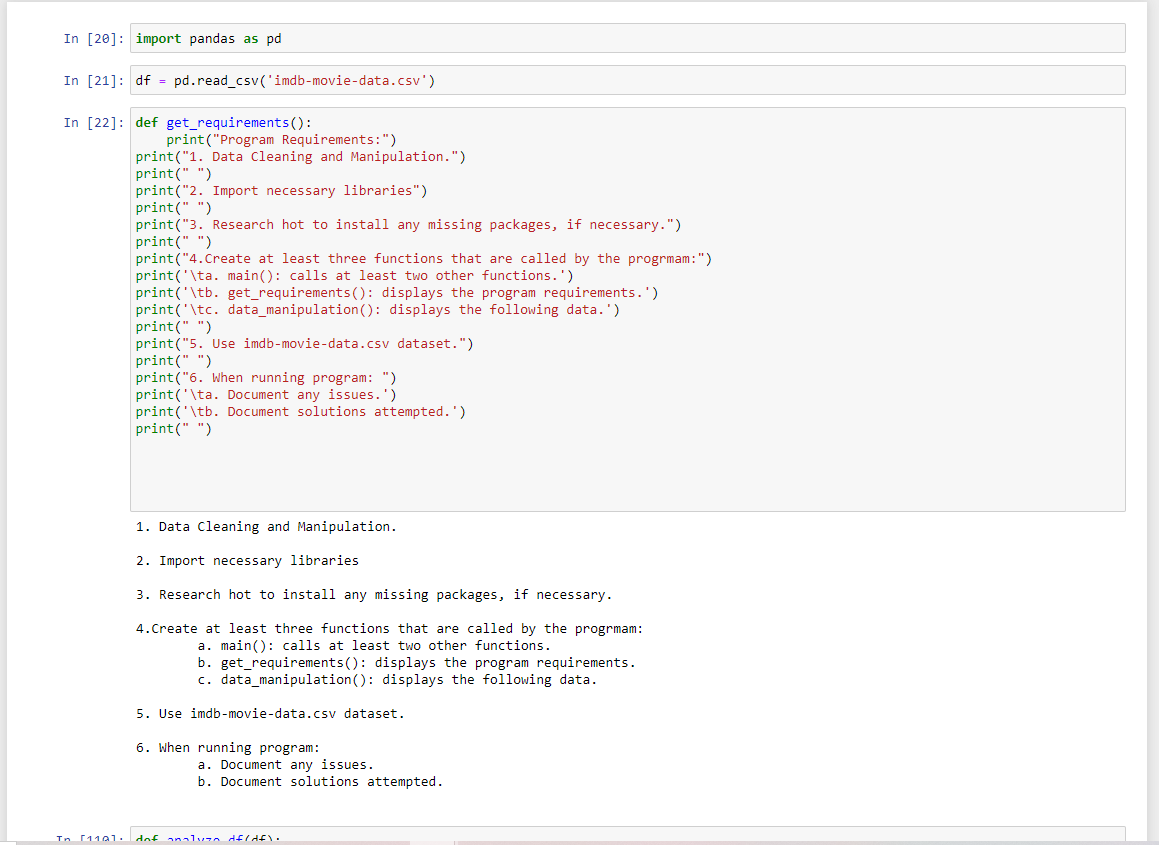 In [20]: import pandas as pd
In [21]: df = pd.read_csv('imdb-movie-data.csv')
In [22]: def get_requirements():
    print("Program Requirements:")
print("1. Data Cleaning and Manipulation.")
print(" ")
print("2. Import necessary libraries")
print(" ")
print("3. Research hot to install any missing packages, if necessary.")
print(" ")
print("4.Create at least three functions that are called by the progrmam:")
print('\ta. main(): calls at least two other functions.')
print('\tb. get_requirements(): displays the program requirements.')
print('\tc. data_manipulation(): displays the following data.')
print(" ")
print("5. Use imdb-movie-data.csv dataset.")
print(" ")
print("6. When running program: ")
print('\ta. Document any issues.')
print('\tb. Document solutions attempted.')
print(" ")
1. Data Cleaning and Manipulation.
2. Import necessary libraries
3. Research hot to install any missing packages, if necessary.
4.Create at least three functions that are called by the progrmam:
        a. main(): calls at least two other functions.
        b. get_requirements(): displays the program requirements.
        c. data_manipulation(): displays the following data.
5. Use imdb-movie-data.csv dataset.
6. When running program:
        a. Document any issues.
        b. Document solutions attempted.
In [110]: def analyze_df(df):